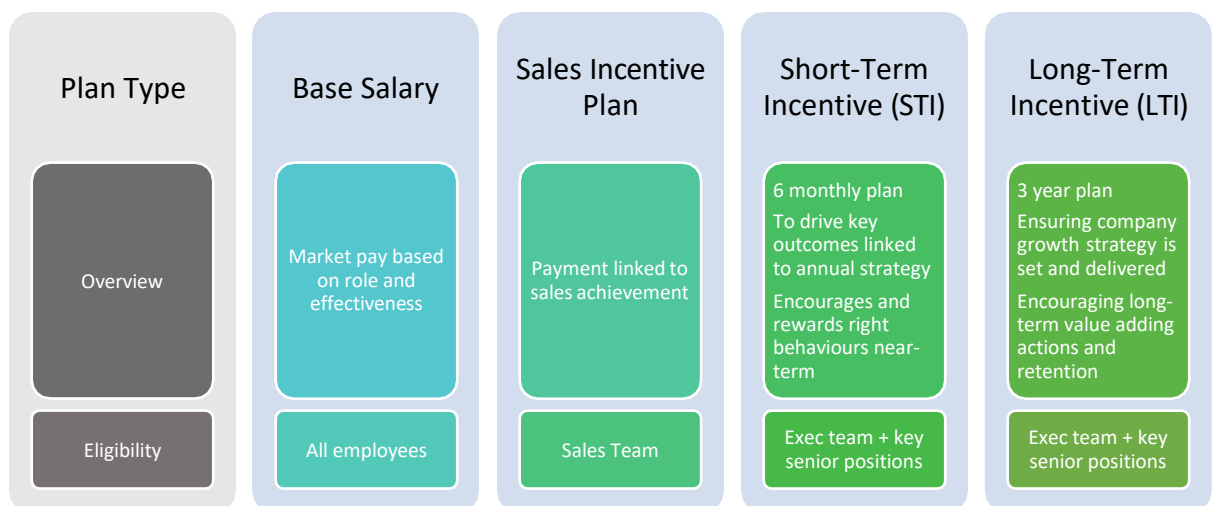 Plan Type
Base Salary
Sales Incentive
Plan
Short-Term
Incentive (STI)
Long-Term
Incentive (LTI)
Overview
Market pay based
on role and
effectiveness
Payment linked to
sales achievement
6 monthly plan
To drive key
outcomes linked
to annual strategy
Encourages and
rewards right
behaviours near-
term
3 year plan
Ensuring company
growth strategy is
set and delivered
Encouraging long-
term value adding
actions and
retention
Eligibility
All employees
Sales Team
Exec team + key
senior positions
Exec team + key
senior positions